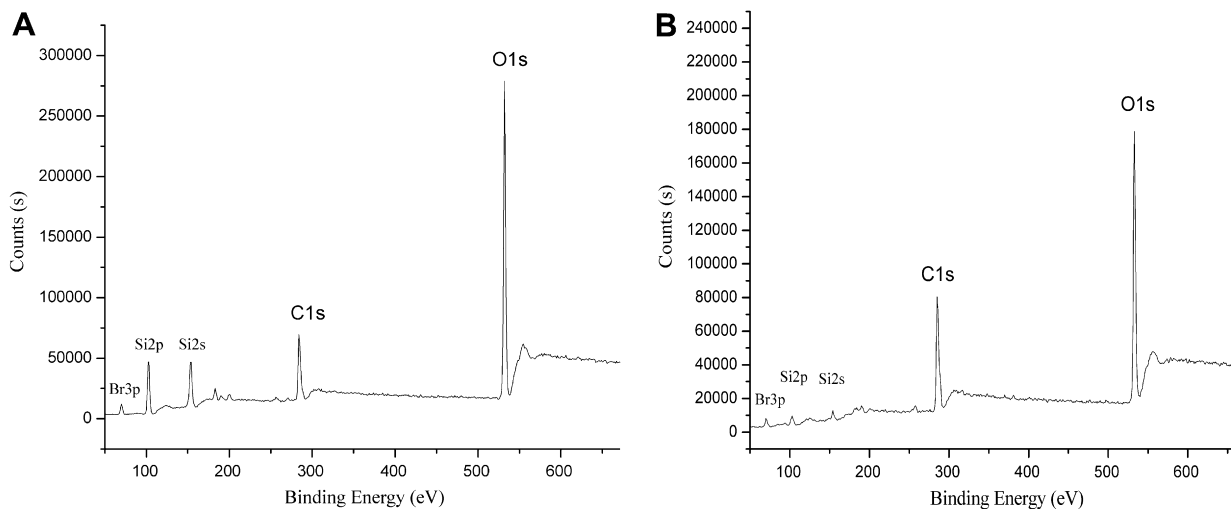 A
300000
250000
200000
150000
100000
50000
0
Counts (s)
O1s
C1s
Si2p
Si2s
Br3p
100 200 300 400 500 600
Binding Energy (eV)
B
240000
220000
200000
180000
160000
140000
120000
100000
80000
60000
40000
20000
0
Counts (s)
O1s
C1s
Si2p
Si2s
Br3p
100 200 300 400 500 600
Binding Energy (eV)